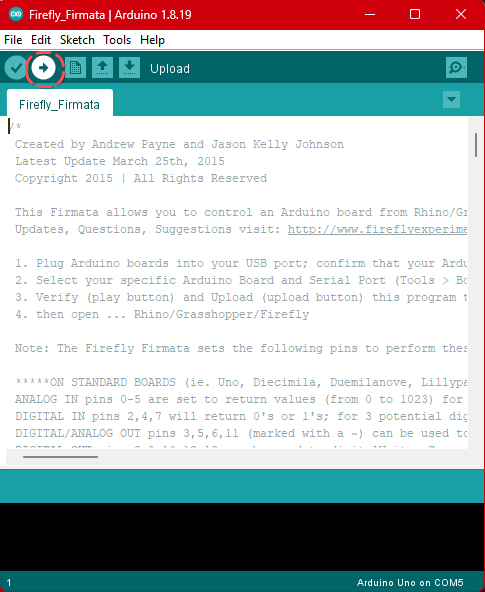 Firefly_Firmata | Arduino 1.8.19
File Edit Sketch Tools Help
Upload
Firefly_Firmata
/*
Created by Andrew Payne and Jason Kelly Johnson
Latest Update March 25th, 2015
Copyright 2015 | All Rights Reserved
This Firmata allows you to control an Arduino board from Rhino/Gr
Updates, Questions, Suggestions visit: http://www.fireflyexperime
1. Plug Arduino boards into your USB port; confirm that your Ardu
2. Select your specific Arduino Board and Serial Port (Tools > Bo
3. Verify (play button) and Upload (upload button) this program t
4. then open ... Rhino/Grasshopper/Firefly
Note: The Firefly Firmata sets the following pins to perform thes
*****ON STANDARD BOARDS (ie. Uno, Diecimila, Duemilanove, Lillypa
ANALOG IN pins 0-5 are set to return values (from 0 to 1023) for
DIGITAL IN pins 2,4,7 will return 0's or 1's; for 3 potential dig
DIGITAL/ANALOG OUT pins 3,5,6,11 (marked with a ~) can be used to
1
Arduino Uno on COM5